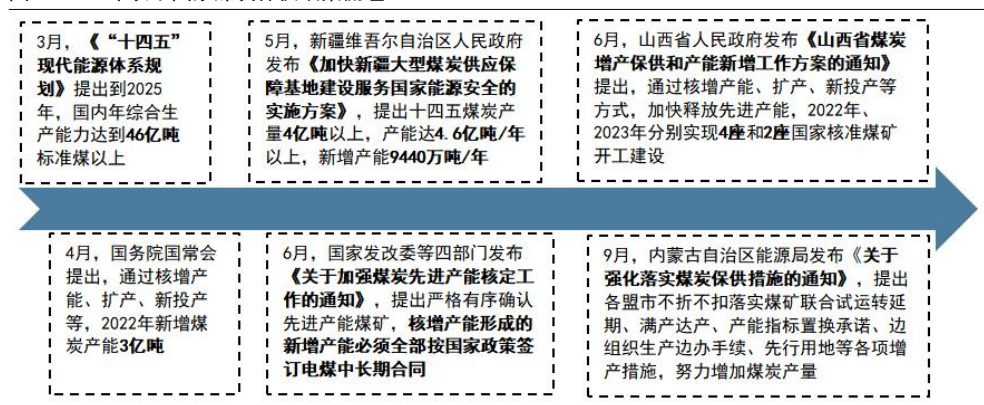 3月，《“十四五”
现代能源体系规
划》提出到2025
年，国内年综合生
产能力达到46亿吨
标准煤以上
5月，新疆维吾尔自治区人民政府
发布《加快新疆大型煤炭供应保
障基地建设服务国家能源安全的
实施方案》，提出十四五煤炭产
量4亿吨以上，产能达4.6亿吨/年
以上，新增产能9440万吨/年
6月，山西省人民政府发布《山西省煤炭
增产保供和产能新增工作方案的通知》
提出，通过核增产能、扩产、新投产等
方式，加快释放先进产能，2022年、
2023年分别实现4座和2座国家核准煤矿
开工建设
4月，国务院国常会
提出，通过核增产
能、扩产、新投产
等，2022年新增煤
炭产能3亿吨
6月，国家发改委等四部门发布
《关于加强煤炭先进产能核定工
作的通知》，提出严格有序确认
先进产能煤矿，核增产能形成的
新增产能必须全部按国家政策签
订电煤中长期合同
9月，内蒙古自治区能源局发布《关于
强化落实煤炭保供措施的通知》，提出
各盟市不折不扣落实煤矿联合试运转延
期、满产达产、产能指标置换承诺、边
组织生产边办手续、先行用地等各项增
产措施，努力增加煤炭产量